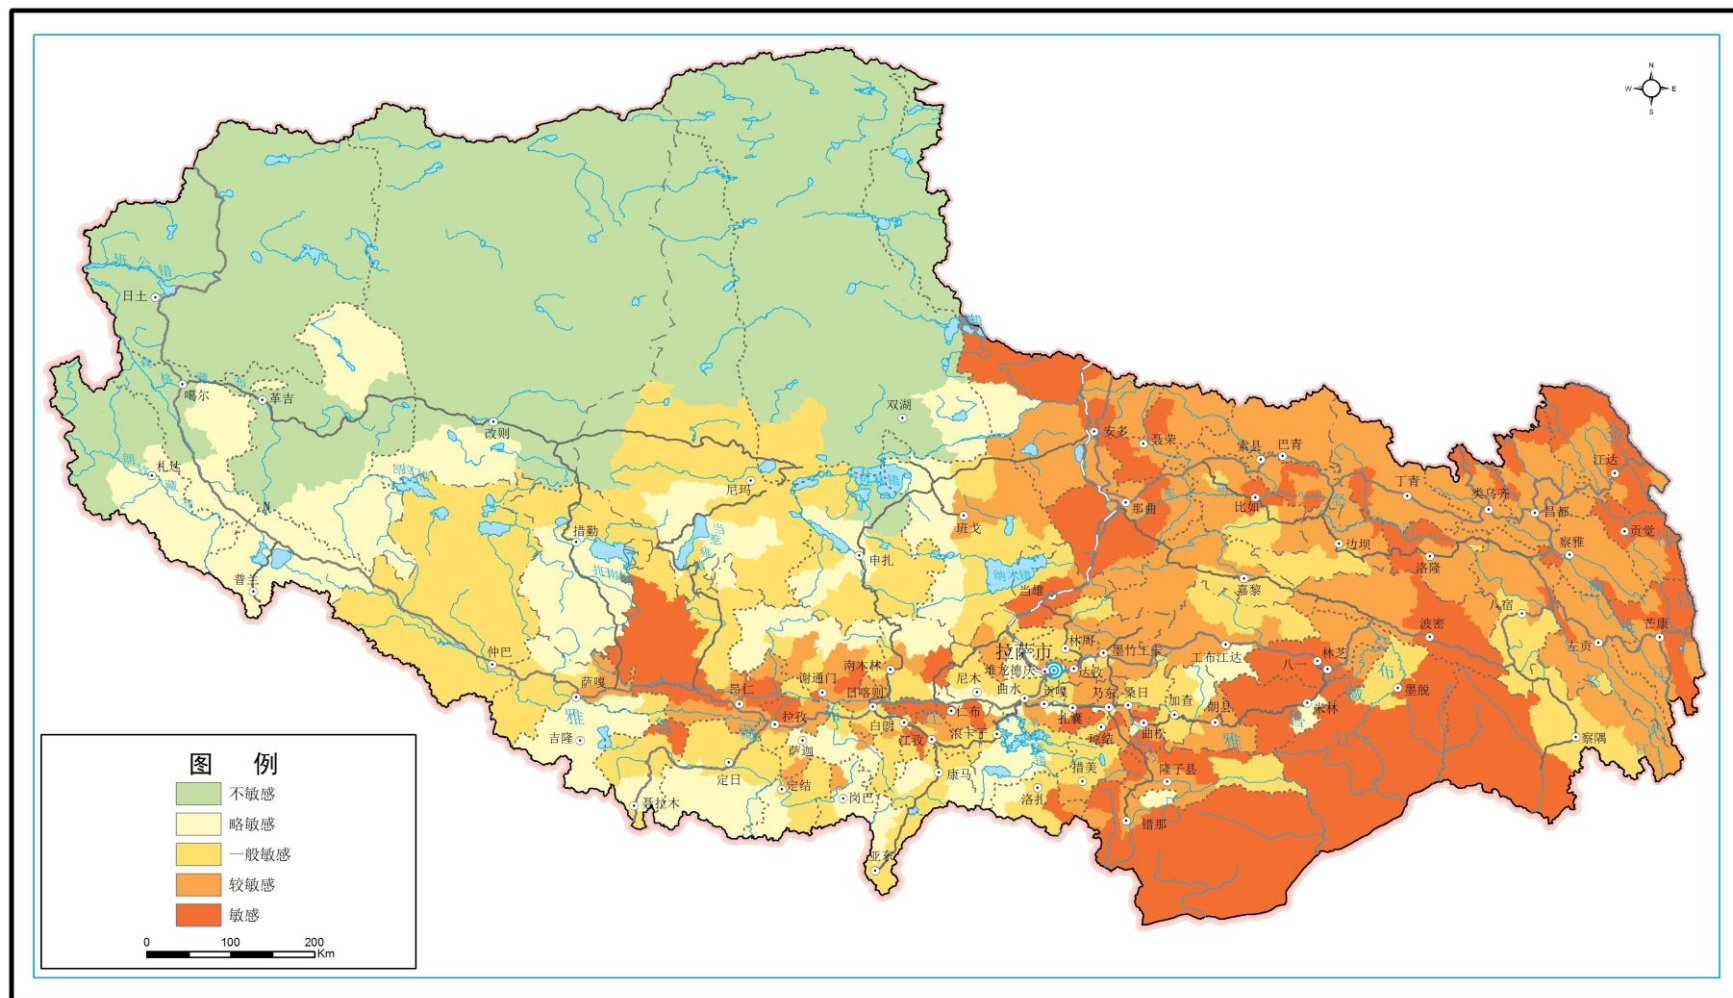 N
W
E
S
班公错
日土
噶尔
革吉
改则
双湖
札达
普兰
措勤
尼玛
申扎
班戈
安多
聂荣
那曲
索县
巴青
比如
丁青
类乌齐
昌都
江达
贡觉
察雅
边坝
洛隆
嘉黎
当雄
纳木错
仲巴
萨嘎
昂仁
谢通门
南木林
日喀则
尼木
拉萨市
林周
墨竹工卡
堆龙德庆
达孜
曲水
贡嘎
乃东
桑日
工布江达
八一
林芝
波密
八宿
左贡
芒康
墨脱
米林
朗县
加查
曲松
扎囊
琼结
仁布
浪卡子
白朗
江孜
拉孜
萨迦
吉隆
定日
定结
岗巴
康马
洛扎
措美
隆子县
错那
察隅
聂拉木
亚东
雅
雅
布
图 例
不敏感
略敏感
一般敏感
较敏感
敏感
0 100 200
Km